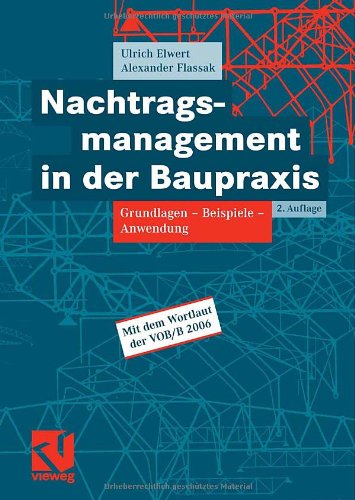 Urheberrechtlich geschütztes Material
Ulrich Elwert
Alexander Flassak
Nachtrags-
management
in der Baupraxis
Grundlagen – Beispiele –
Anwendung
2. Auflage
Mit dem Wortlaut
der VOB/B 2006
vieweg
Urheberrechtlich geschütztes Material